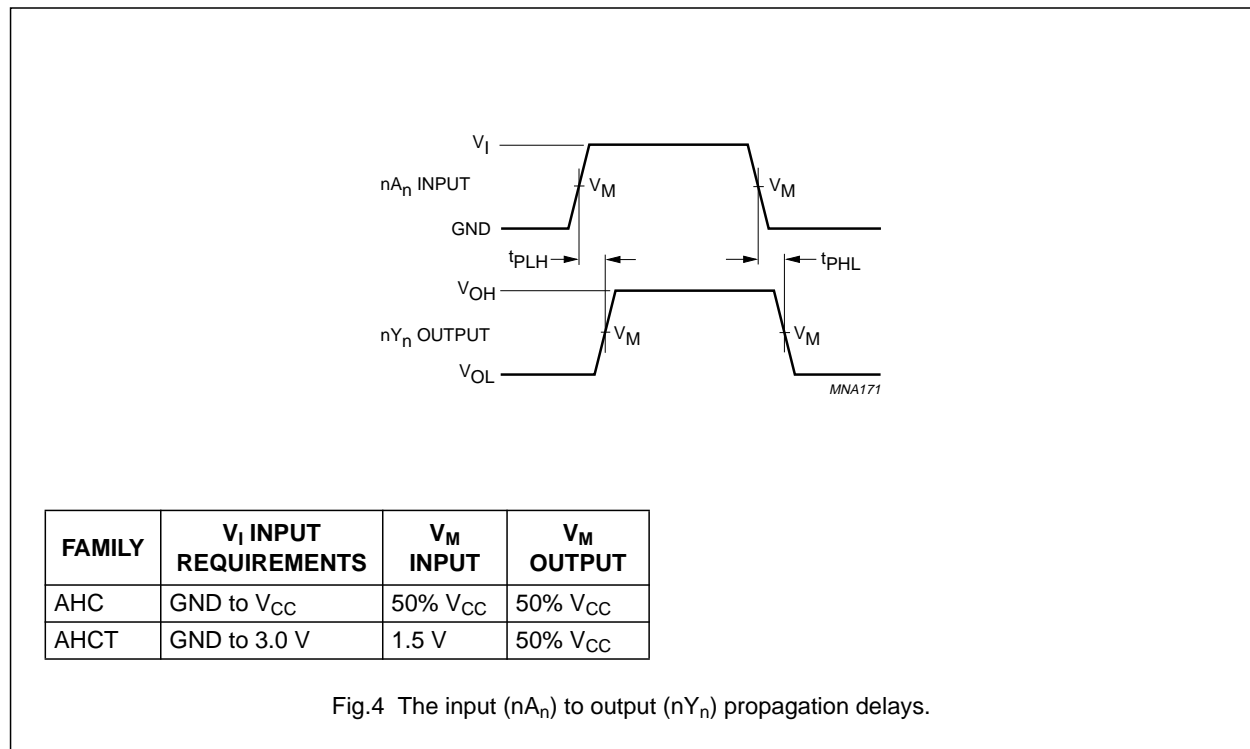 V_I
nA_n INPUT
V_M
V_M
GND
t_PLH
t_PHL
V_OH
nY_n OUTPUT
V_M
V_M
V_OL
MNA171
FAMILY V_I INPUT REQUIREMENTS V_M INPUT V_M OUTPUT
AHC GND to V_CC 50% V_CC 50% V_CC
AHCT GND to 3.0 V 1.5 V 50% V_CC
Fig.4 The input (nA_n) to output (nY_n) propagation delays.